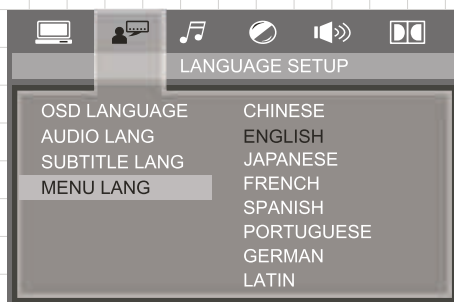 LANGUAGE SETUP
OSD LANGUAGE
AUDIO LANG
SUBTITLE LANG
MENU LANG
CHINESE
ENGLISH
JAPANESE
FRENCH
SPANISH
PORTUGUESE
GERMAN
LATIN